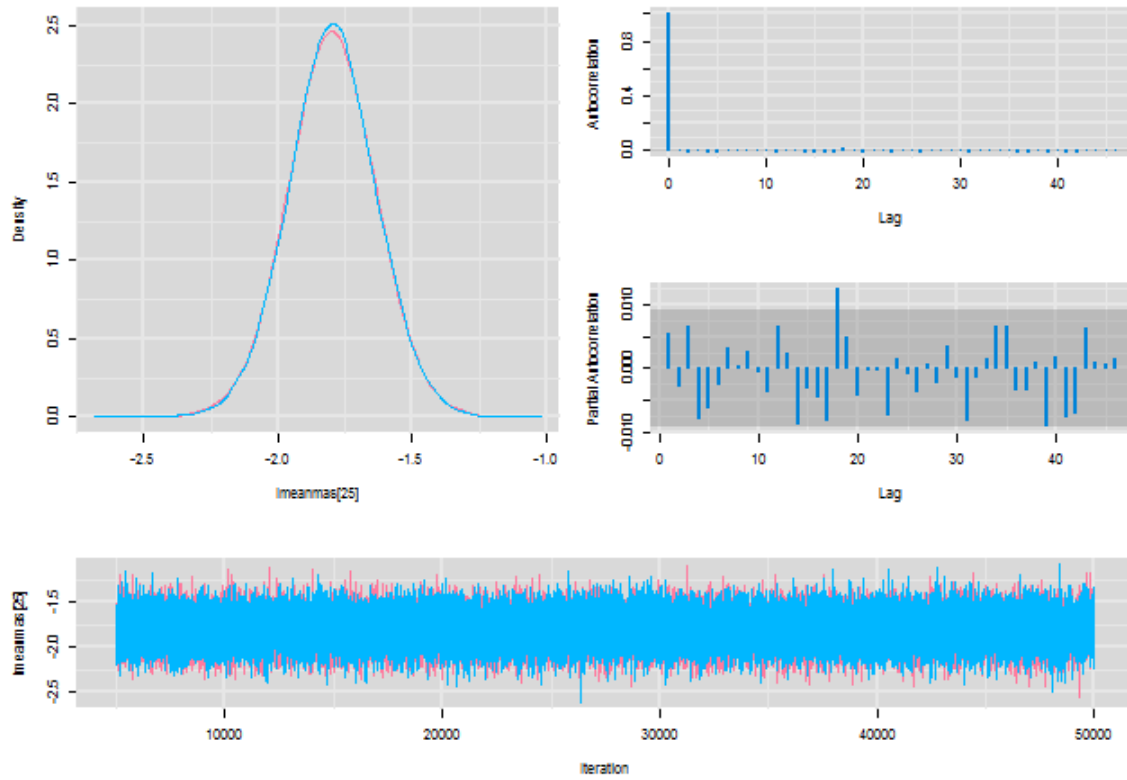 Density
2.5
2.0
1.5
1.0
0.5
0.0
-2.5 -2.0 -1.5 -1.0
lmeanmas[25]
Autocorrelation
0.8
0.4
0.0
0 10 20 30 40
Lag
Partial Autocorrelation
0.010
0.000
-0.010
0 10 20 30 40
Lag
lmeanmas[25]
-1.5
-2.0
-2.5
10000 20000 30000 40000 50000
Iteration